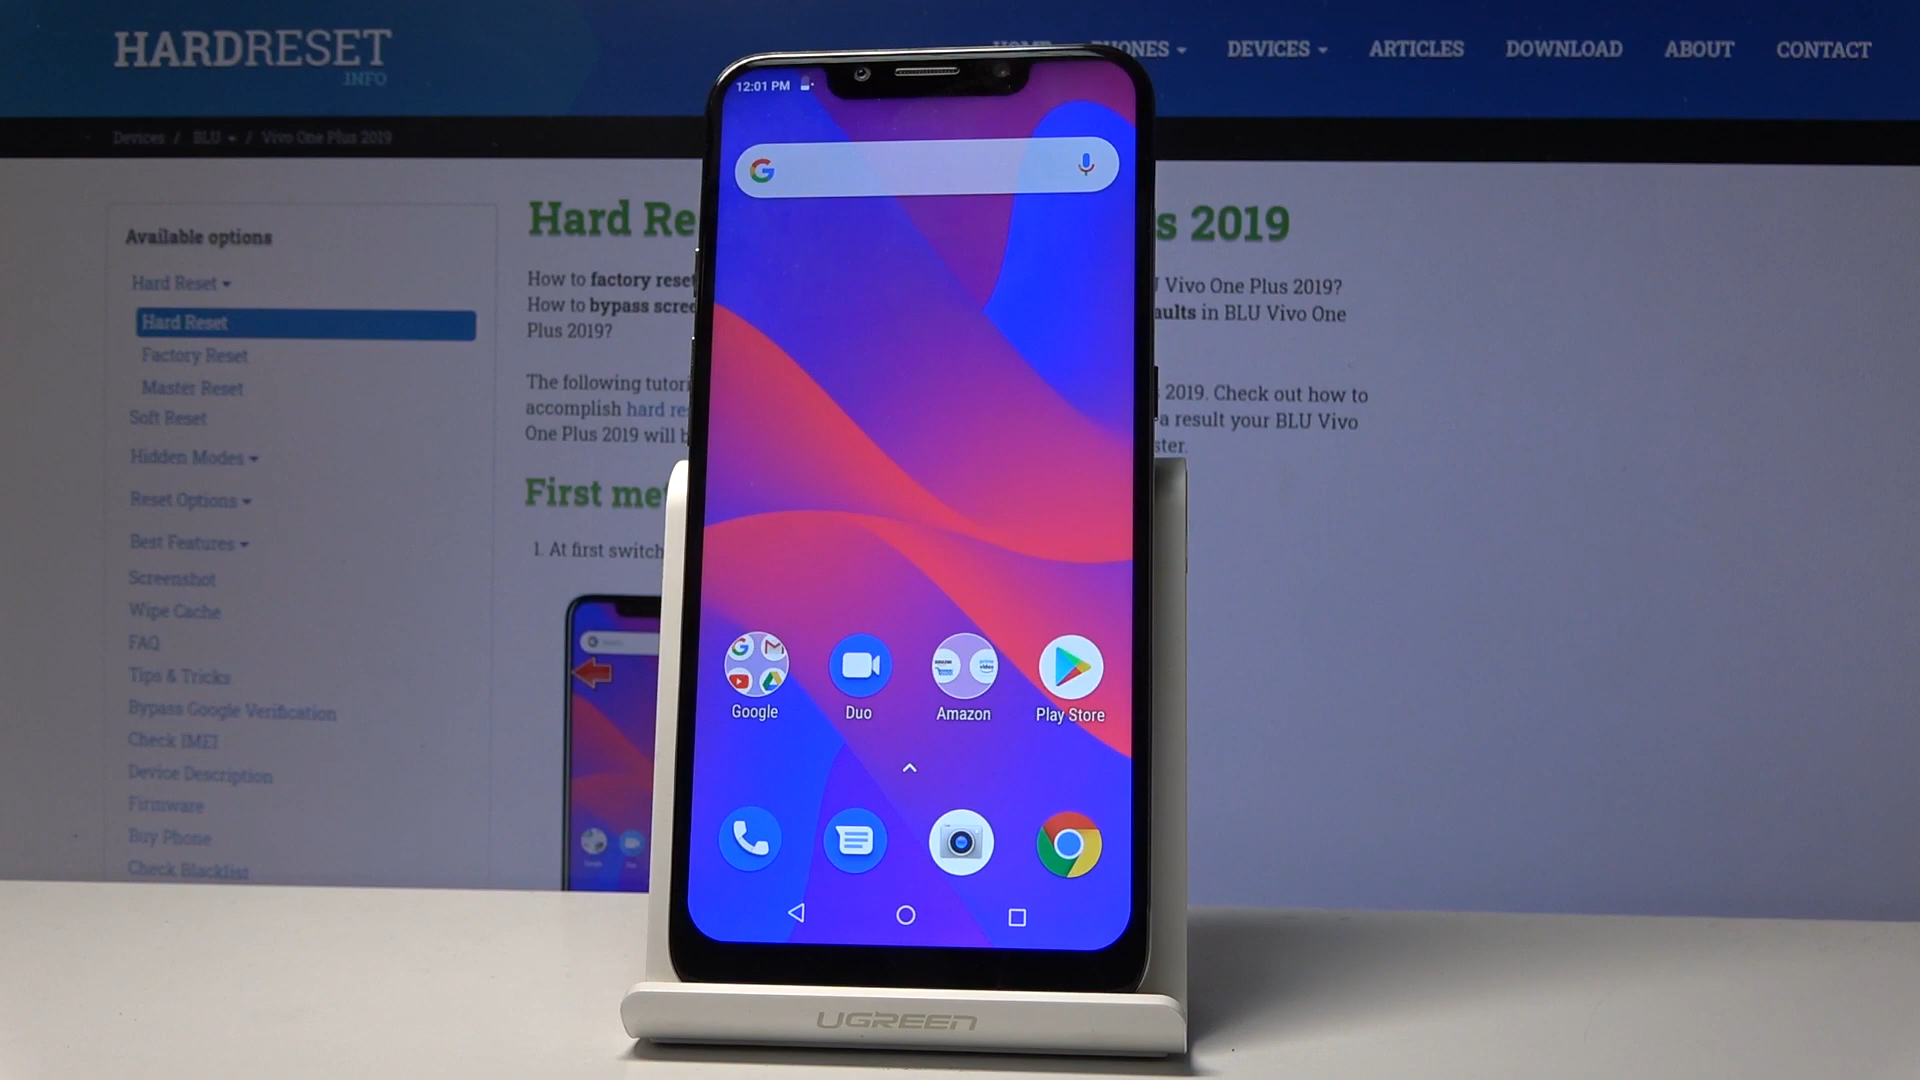 HARDRESET
.INFO
PHONES
DEVICES
ARTICLES
DOWNLOAD
ABOUT
CONTACT
Devices / BLU / Vivo One Plus 2019
Available options
Hard Reset
Hard Reset
Factory Reset
Master Reset
Soft Reset
Hidden Modes
Reset Options
Best Features
Screenshot
Wipe Cache
FAQ
Tips & Tricks
Bypass Google Verification
Check IMEI
Device Description
Firmware
Buy Phone
Check Blacklist
Hard Re
s 2019
How to factory reset
Vivo One Plus 2019?
How to bypass scree
aults in BLU Vivo One
Plus 2019?
The following tutori
2019. Check out how to
accomplish hard re
a result your BLU Vivo
One Plus 2019 will b
ster.
First me
1. At first switch
12:01 PM
Google
Duo
Amazon
Play Store
UGREEN